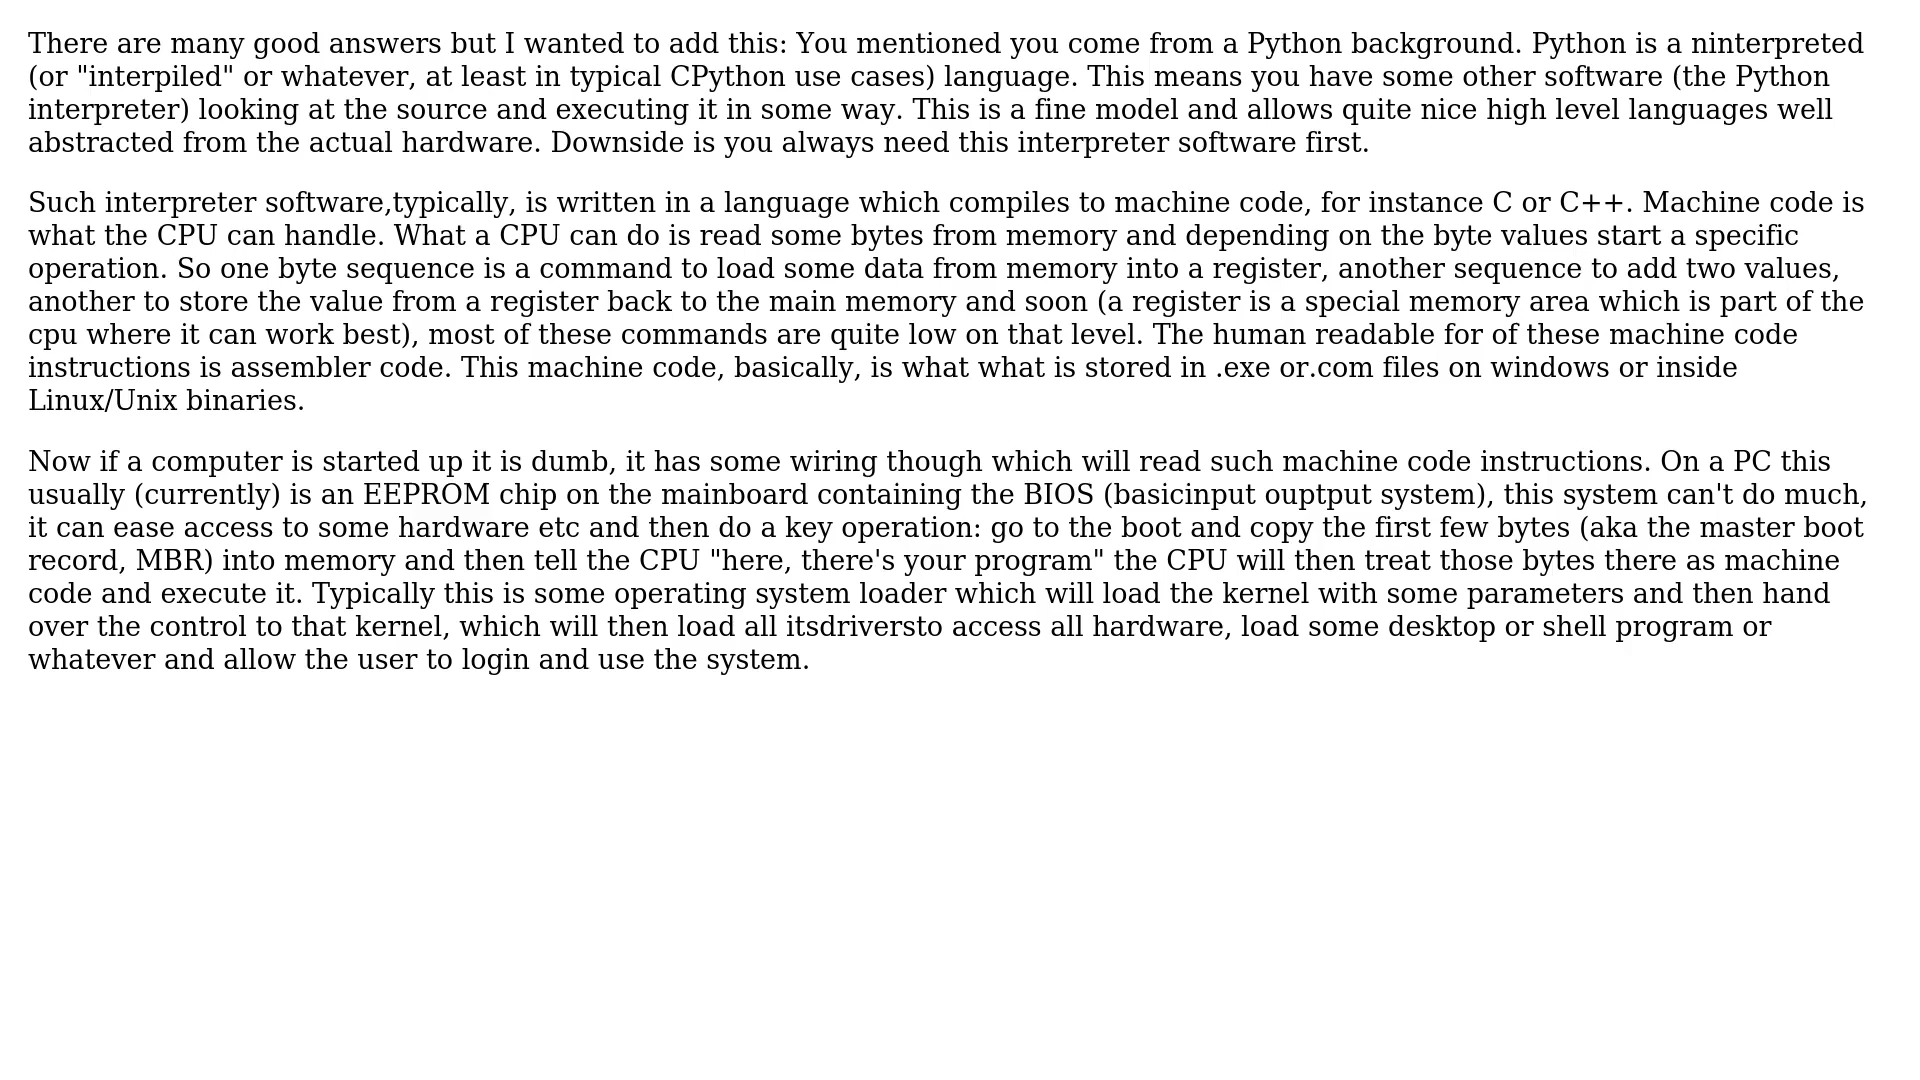 There are many good answers but I wanted to add this: You mentioned you come from a Python background. Python is a ninterpreted
(or "interpiled" or whatever, at least in typical CPython use cases) language. This means you have some other software (the Python
interpreter) looking at the source and executing it in some way. This is a fine model and allows quite nice high level languages well
abstracted from the actual hardware. Downside is you always need this interpreter software first.
Such interpreter software,typically, is written in a language which compiles to machine code, for instance C or C++. Machine code is
what the CPU can handle. What a CPU can do is read some bytes from memory and depending on the byte values start a specific
operation. So one byte sequence is a command to load some data from memory into a register, another sequence to add two values,
another to store the value from a register back to the main memory and soon (a register is a special memory area which is part of the
cpu where it can work best), most of these commands are quite low on that level. The human readable for of these machine code
instructions is assembler code. This machine code, basically, is what what is stored in .exe or.com files on windows or inside
Linux/Unix binaries.
Now if a computer is started up it is dumb, it has some wiring though which will read such machine code instructions. On a PC this
usually (currently) is an EEPROM chip on the mainboard containing the BIOS (basicinput ouptput system), this system can't do much,
it can ease access to some hardware etc and then do a key operation: go to the boot and copy the first few bytes (aka the master boot
record, MBR) into memory and then tell the CPU "here, there's your program" the CPU will then treat those bytes there as machine
code and execute it. Typically this is some operating system loader which will load the kernel with some parameters and then hand
over the control to that kernel, which will then load all itsdriversto access all hardware, load some desktop or shell program or
whatever and allow the user to login and use the system.